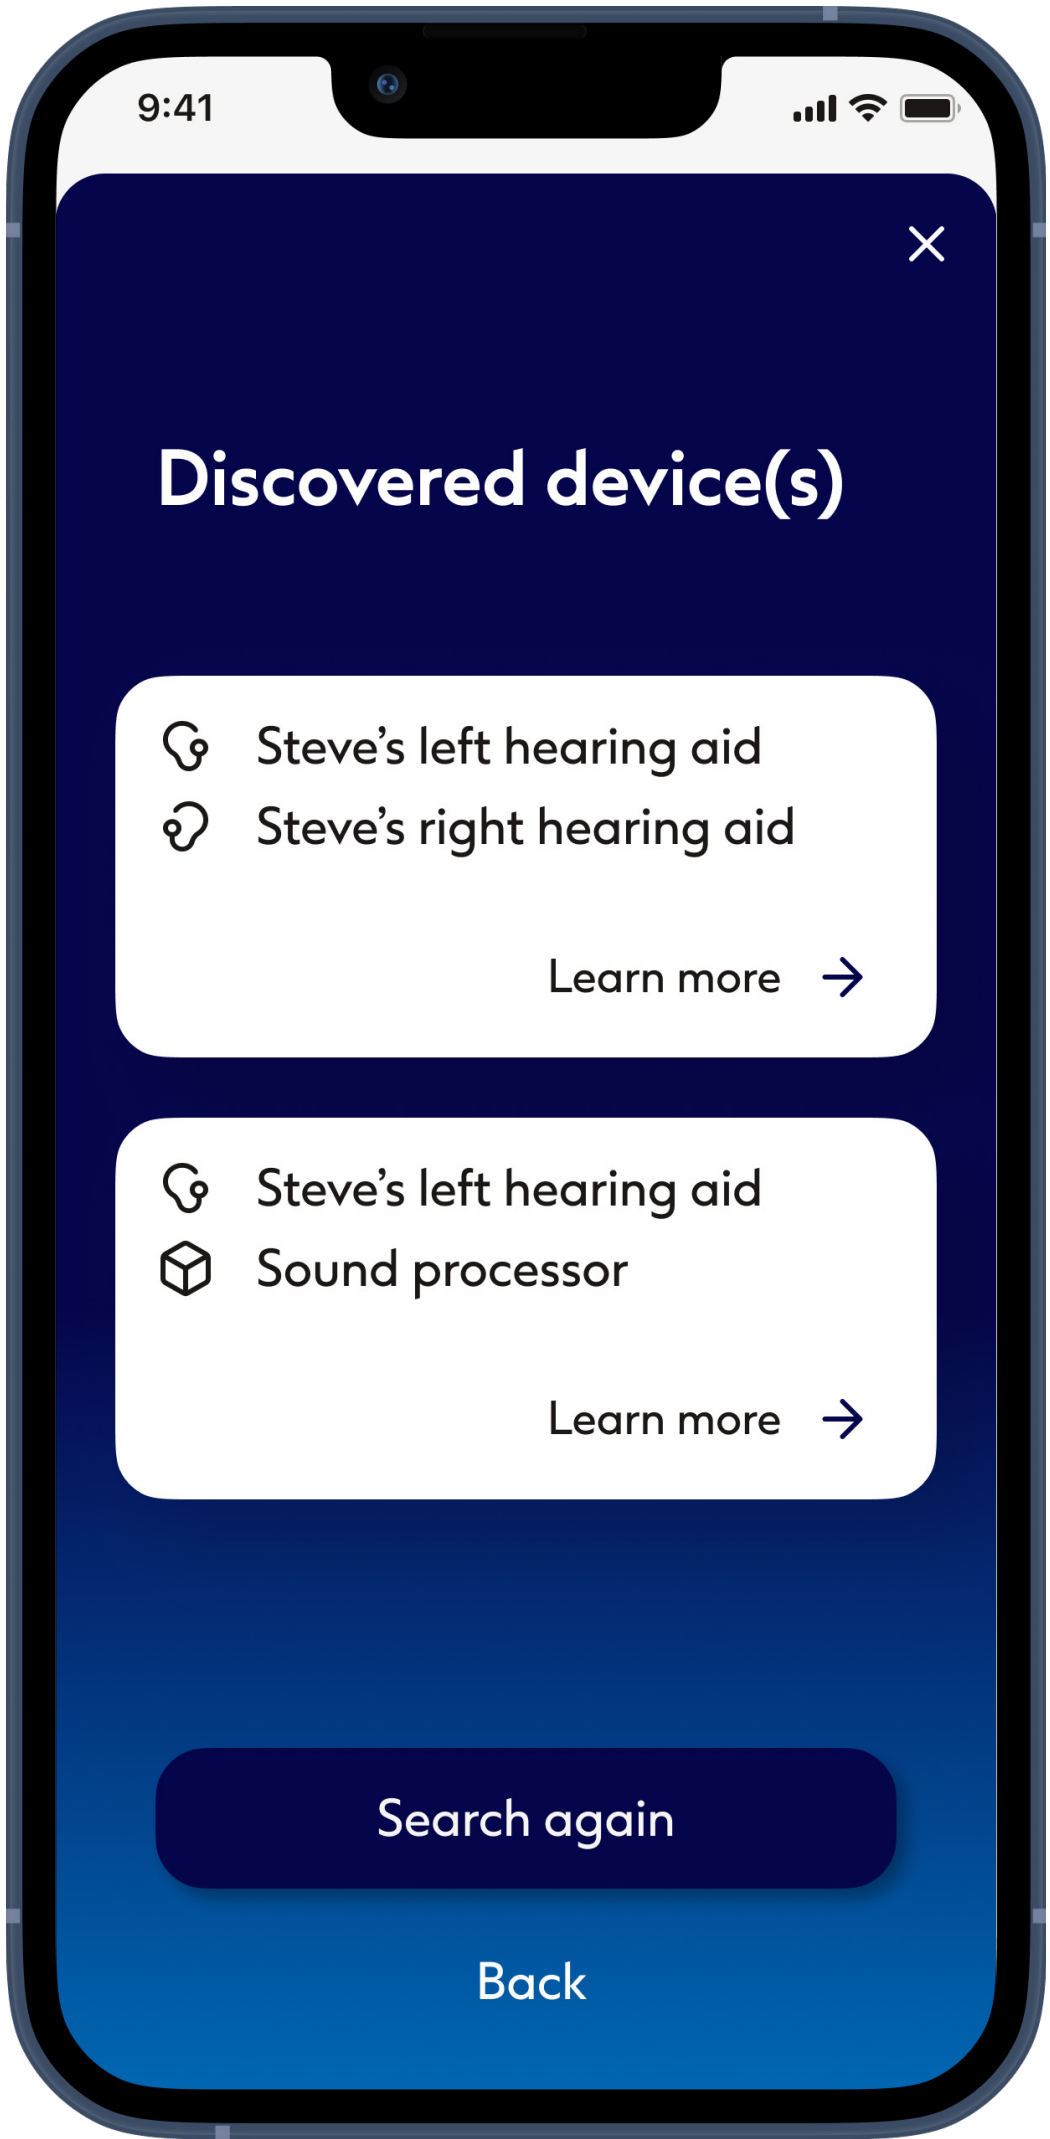 9:41
Discovered device(s)
Steve’s left hearing aid
Steve’s right hearing aid
Learn more
Steve’s left hearing aid
Sound processor
Learn more
Search again
Back